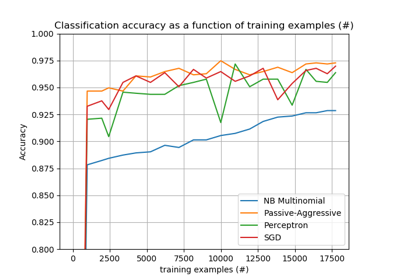 Classification accuracy as a function of training examples (#)
1.000
0.975
0.950
0.925
0.900
0.875
0.850
0.825
0.800
Accuracy
NB Multinomial
Passive-Aggressive
Perceptron
SGD
0 2500 5000 7500 10000 12500 15000 17500
training examples (#)